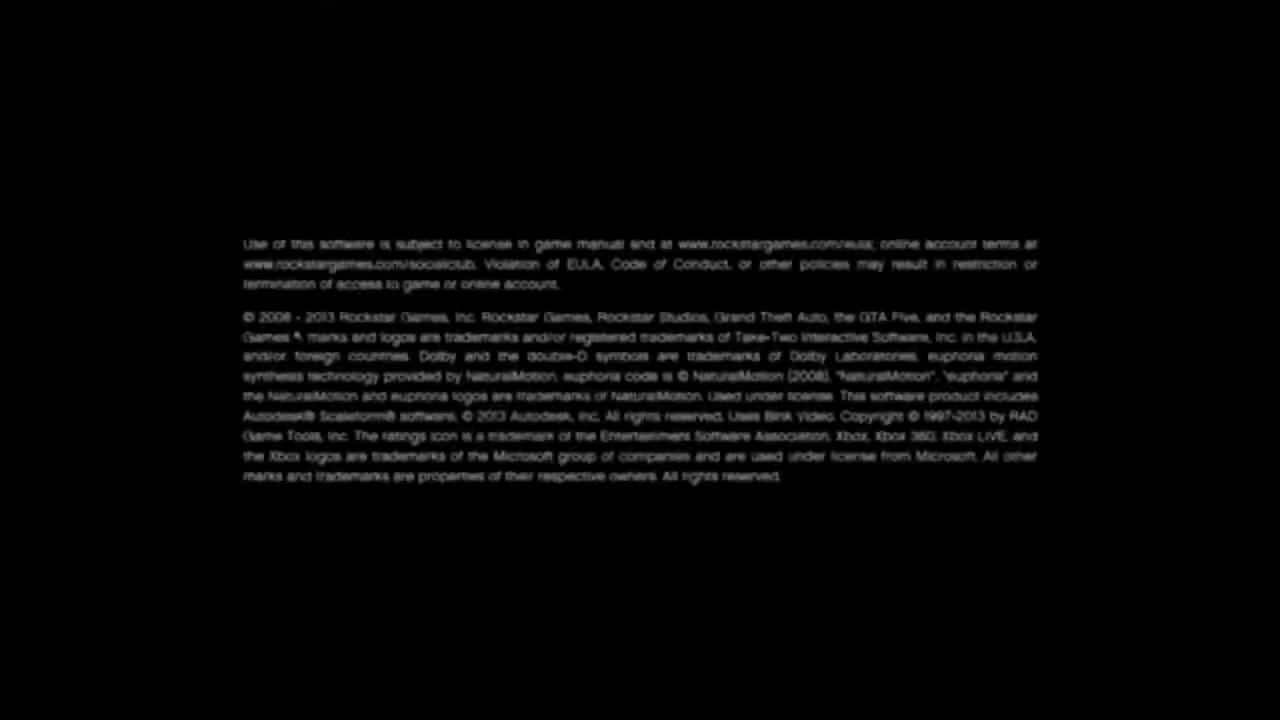 Use of this software is subject to license in game manual and at www.rockstargames.com/eula; online account terms at
www.rockstargames.com/socialclub. Violation of EULA, Code of Conduct, or other policies may result in restriction or
termination of access to game or online account.
© 2008 - 2013 Rockstar Games, Inc. Rockstar Games, Rockstar Studios, Grand Theft Auto, the GTA Five, and the Rockstar
Games R* marks and logos are trademarks and/or registered trademarks of Take-Two Interactive Software, Inc. in the U.S.A.
and/or foreign countries. Dolby and the double-D symbols are trademarks of Dolby Laboratories. euphoria motion
synthesis technology provided by NaturalMotion. euphoria code is © NaturalMotion (2008). "NaturalMotion", "euphoria" and
the NaturalMotion and euphoria logos are trademarks of NaturalMotion. Used under license. This software product includes
Autodesk® Scaleform® software, © 2013 Autodesk, Inc. All rights reserved. Uses Bink Video. Copyright © 1997-2013 by RAD
Game Tools, Inc. The ratings icon is a trademark of the Entertainment Software Association. Xbox, Xbox 360, Xbox LIVE, and
the Xbox logos are trademarks of the Microsoft group of companies and are used under license from Microsoft. All other
marks and trademarks are properties of their respective owners. All rights reserved.